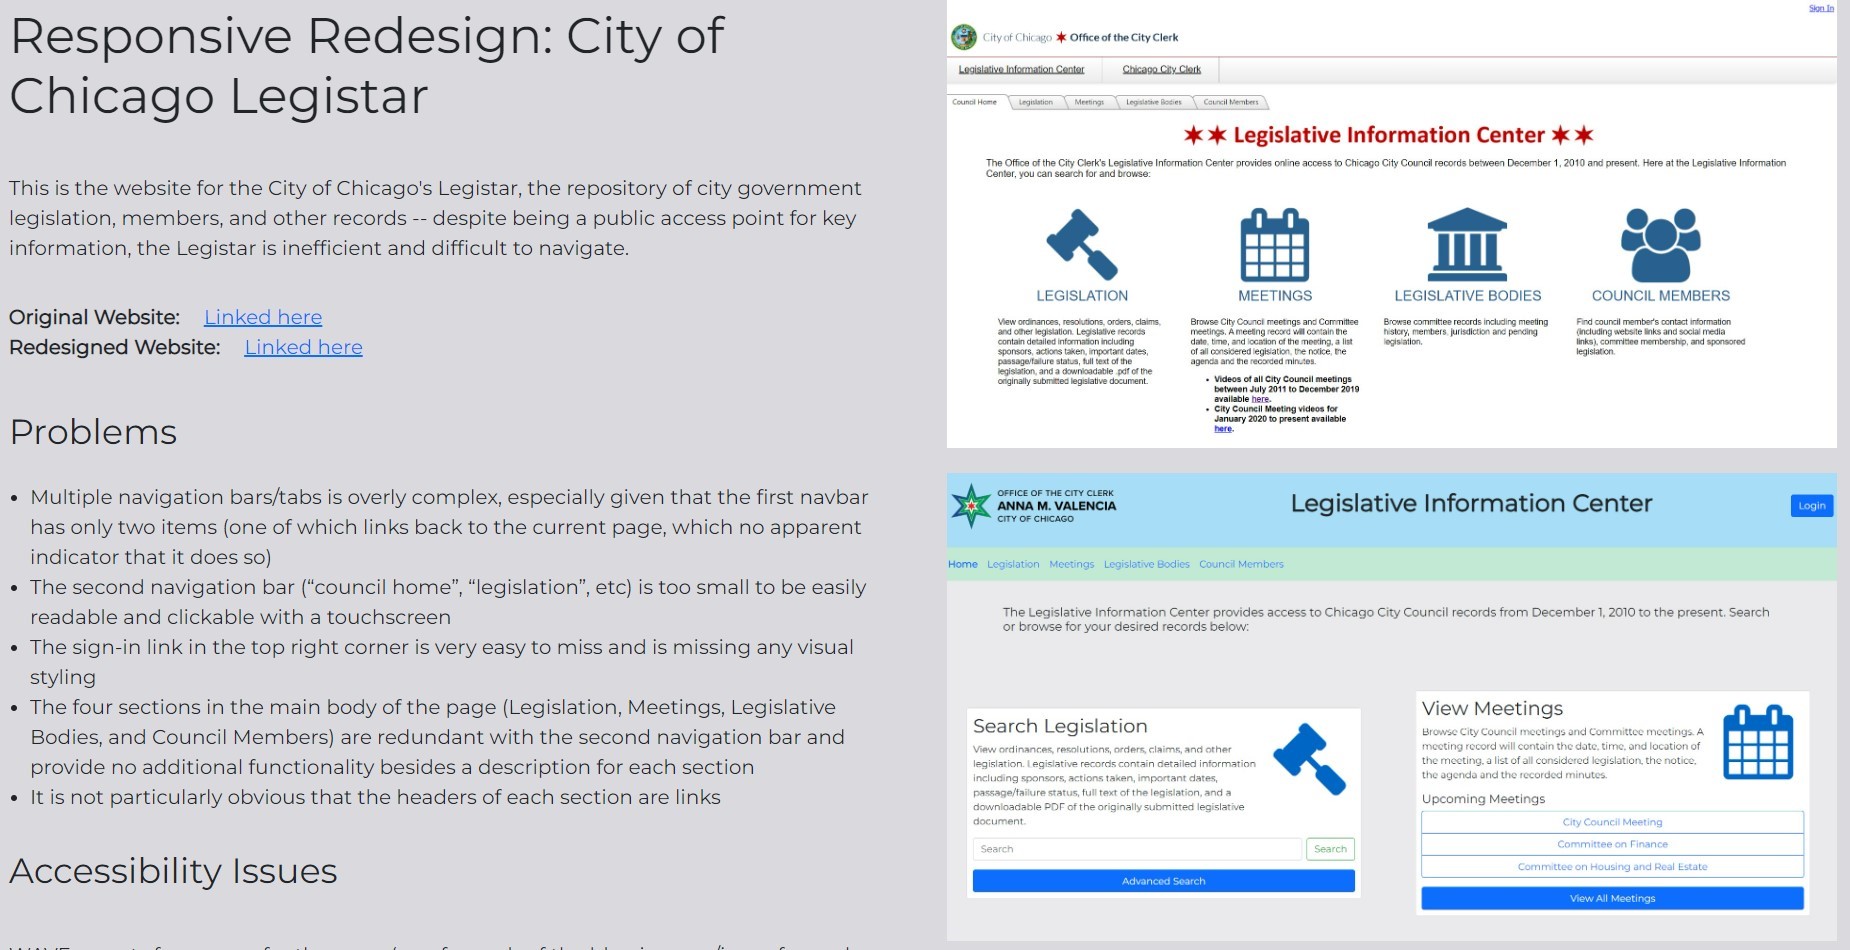 Responsive Redesign: City of
Chicago Legistar
This is the website for the City of Chicago's Legistar, the repository of city government
legislation, members, and other records -- despite being a public access point for key
information, the Legistar is inefficient and difficult to navigate.
Original Website: Linked here
Redesigned Website: Linked here
Problems
• Multiple navigation bars/tabs is overly complex, especially given that the first navbar
has only two items (one of which links back to the current page, which no apparent
indicator that it does so)
• The second navigation bar (“council home”, “legislation”, etc) is too small to be easily
readable and clickable with a touchscreen
• The sign-in link in the top right corner is very easy to miss and is missing any visual
styling
• The four sections in the main body of the page (Legislation, Meetings, Legislative
Bodies, and Council Members) are redundant with the second navigation bar and
provide no additional functionality besides a description for each section
• It is not particularly obvious that the headers of each section are links
Accessibility Issues
Sign In
City of Chicago Office of the City Clerk
Legislative Information Center Chicago City Clerk
Council Home Legislation Meetings Legislative Bodies Council Members
Legislative Information Center
The Office of the City Clerk's Legislative Information Center provides online access to Chicago City Council records between December 1, 2010 and present. Here at the Legislative Information
Center, you can search for and browse:
LEGISLATION
View ordinances, resolutions, orders, claims,
and other legislation. Legislative records
contain detailed information including
sponsors, actions taken, important dates,
passage/failure status, full text of the
legislation, and a downloadable .pdf of the
originally submitted legislative document.
MEETINGS
Browse City Council meetings and Committee
meetings. A meeting record will contain the
date, time, and location of the meeting, a list
of all considered legislation, the notice, the
agenda and the recorded minutes.
• Videos of all City Council meetings
between July 2011 to December 2019
available here.
• City Council Meeting videos for
January 2020 to present available
here.
LEGISLATIVE BODIES
Browse committee records including meeting
history, members, jurisdiction and pending
legislation.
COUNCIL MEMBERS
Find council member's contact information
(including website links and social media
links), committee membership, and sponsored
legislation.
OFFICE OF THE CITY CLERK
ANNA M. VALENCIA
CITY OF CHICAGO
Legislative Information Center
Login
Home Legislation Meetings Legislative Bodies Council Members
The Legislative Information Center provides access to Chicago City Council records from December 1, 2010 to the present. Search
or browse for your desired records below:
Search Legislation
View ordinances, resolutions, orders, claims, and other
legislation. Legislative records contain detailed information
including sponsors, actions taken, important dates,
passage/failure status, full text of the legislation, and a
downloadable PDF of the originally submitted legislative
document.
Search Search
Advanced Search
View Meetings
Browse City Council meetings and Committee meetings. A
meeting record will contain the date, time, and location of
the meeting, a list of all considered legislation, the notice,
the agenda and the recorded minutes.
Upcoming Meetings
City Council Meeting
Committee on Finance
Committee on Housing and Real Estate
View All Meetings